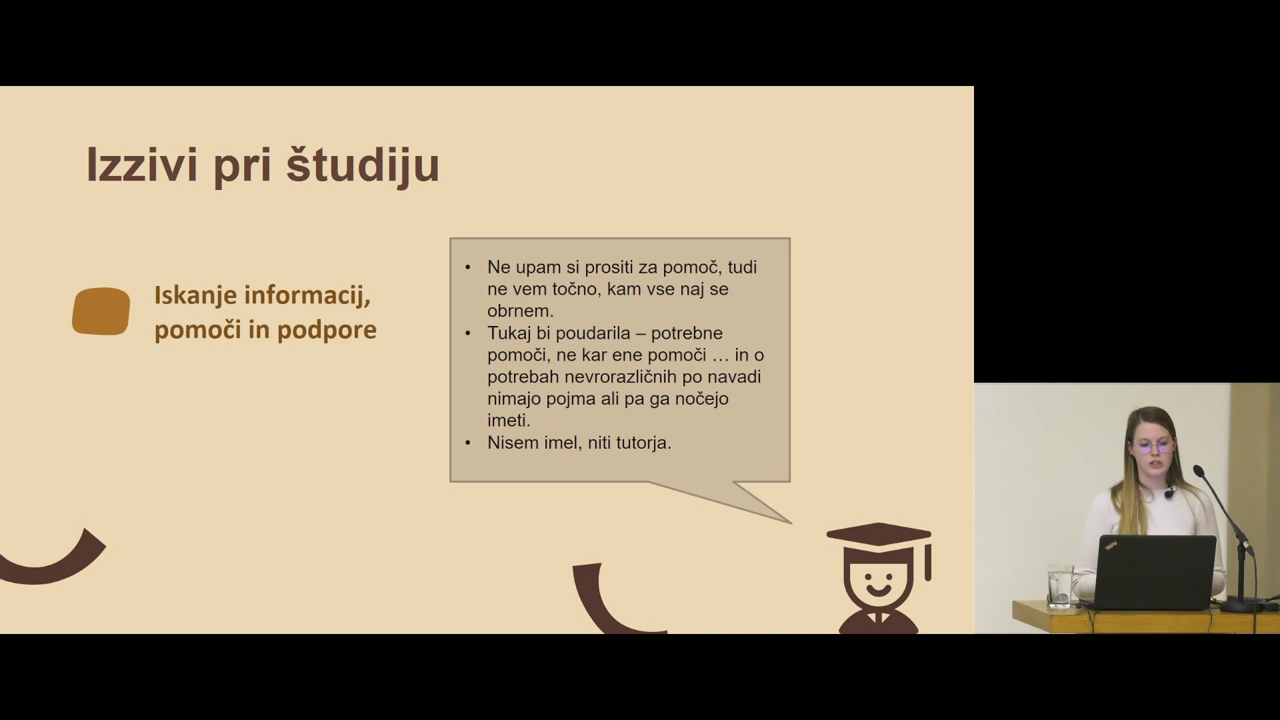 Izzivi pri študiju
Iskanje informacij,
pomoči in podpore
• Ne upam si prositi za pomoč, tudi
ne vem točno, kam vse naj se
obrnem.
• Tukaj bi poudarila – potrebne
pomoči, ne kar ene pomoči … in o
potrebah nevrorazličnih po navadi
nimajo pojma ali pa ga nočejo
imeti.
• Nisem imel, niti tutorja.